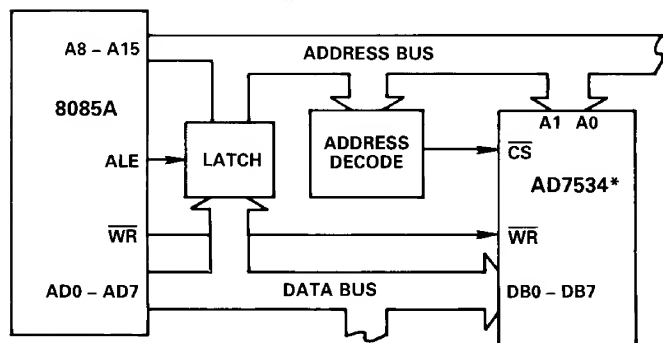 A8 – A15
ADDRESS BUS
8085A
A1 A0
ALE
LATCH
ADDRESS
DECODE
CS
AD7534*
WR
WR
AD0 – AD7
DATA BUS
DB0 – DB7